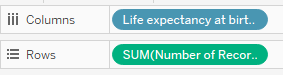 Columns Life expectancy at birt..
Rows SUM(Number of Recor..